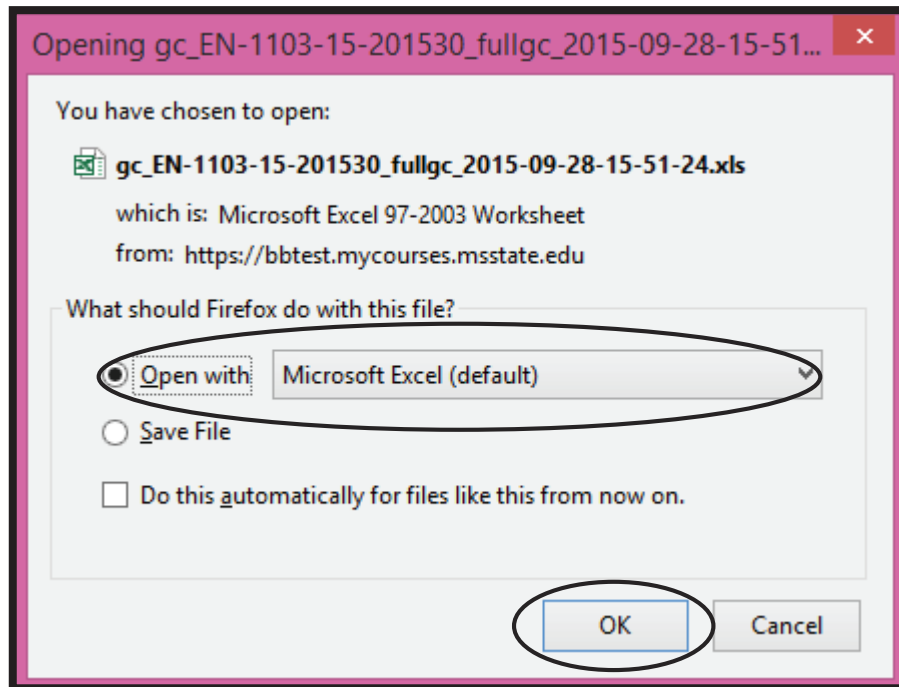 Opening gc_EN-1103-15-201530_fullgc_2015-09-28-15-51...
You have chosen to open:
gc_EN-1103-15-201530_fullgc_2015-09-28-15-51-24.xls
which is: Microsoft Excel 97-2003 Worksheet
from: https://bbtest.mycourses.msstate.edu
What should Firefox do with this file?
Open with Microsoft Excel (default)
Save File
Do this automatically for files like this from now on.
OK Cancel